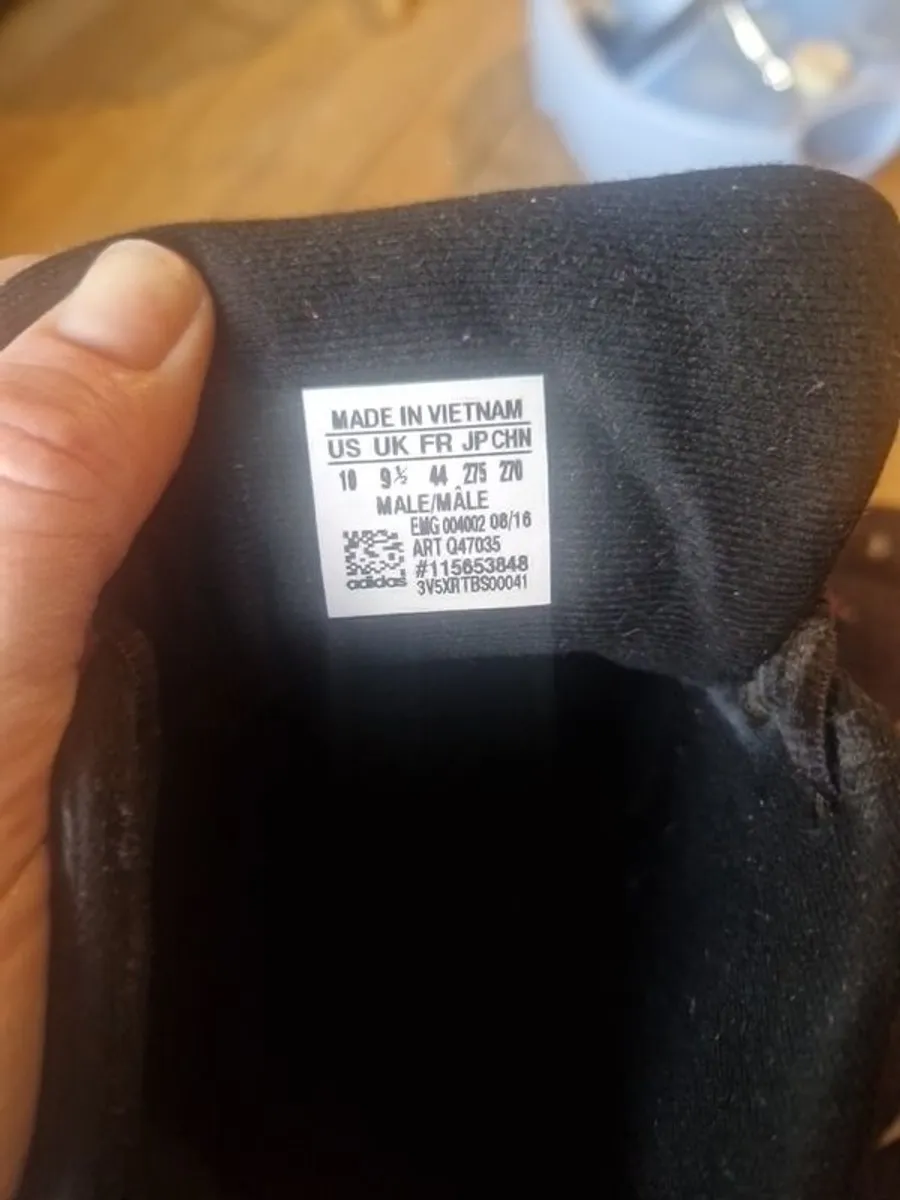 MADE IN VIETNAM
US UK FR JP CHN
10 9½ 44 275 270
MALE/MÂLE
EMG 004002 08/16
ART Q47035
#115653848
adidas 3V5XRTBS00041